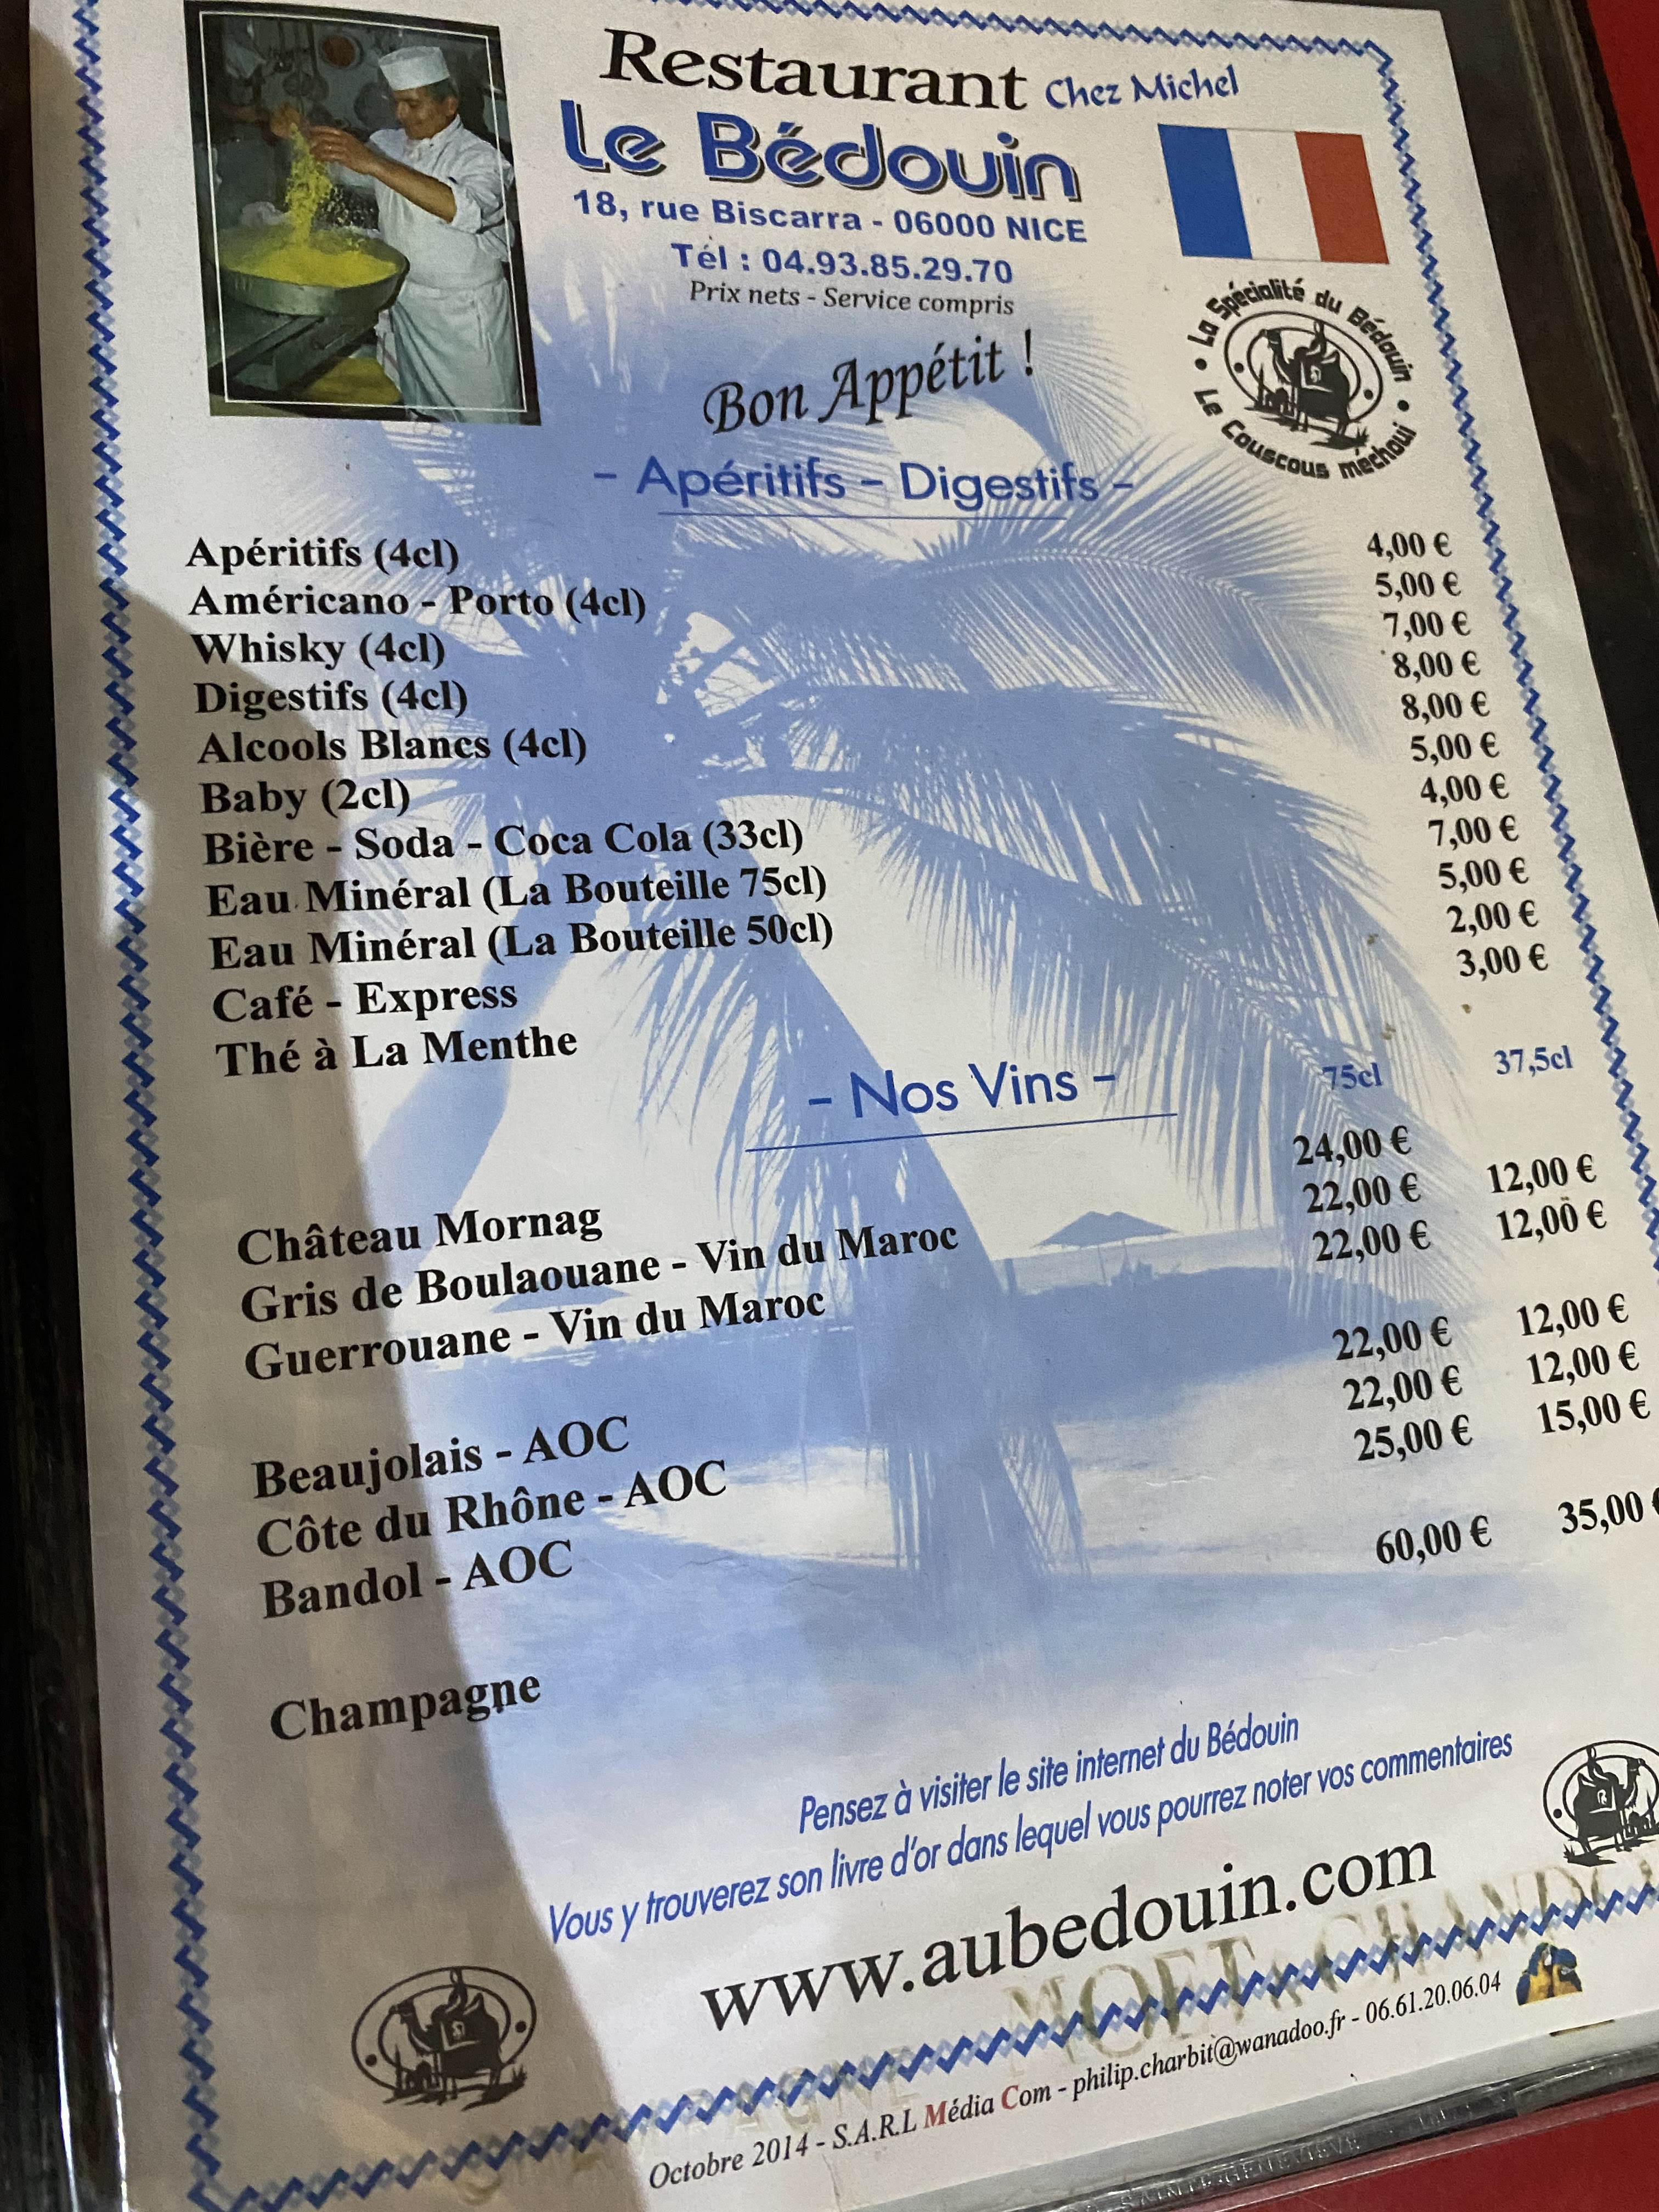 Restaurant Chez Michel
Le Bédouin
18, rue Biscarra - 06000 NICE
Tél : 04.93.85.29.70
Prix nets - Service compris
Bon Appétit !
• La Spécialité du Bédouin •
Le Couscous méchoui
- Apéritifs - Digestifs -
Apéritifs (4cl) 4,00 €
Américano - Porto (4cl) 5,00 €
Whisky (4cl) 7,00 €
Digestifs (4cl) 8,00 €
Alcools Blancs (4cl) 8,00 €
Baby (2cl) 5,00 €
Bière - Soda - Coca Cola (33cl) 4,00 €
Eau Minéral (La Bouteille 75cl) 7,00 €
Eau Minéral (La Bouteille 50cl) 5,00 €
Café - Express 2,00 €
Thé à La Menthe 3,00 €
- Nos Vins - 75cl 37,5cl
Château Mornag 24,00 €
Gris de Boulaouane - Vin du Maroc 22,00 € 12,00 €
Guerrouane - Vin du Maroc 22,00 € 12,00 €
Beaujolais - AOC 22,00 € 12,00 €
Côte du Rhône - AOC 22,00 € 12,00 €
Bandol - AOC 25,00 € 15,00 €
Champagne 60,00 € 35,00 €
Pensez à visiter le site internet du Bédouin
Vous y trouverez son livre d'or dans lequel vous pourrez noter vos commentaires
www.aubedouin.com
Octobre 2014 - S.A.R.L Média Com - philip.charbit@wanadoo.fr - 06.61.20.06.04